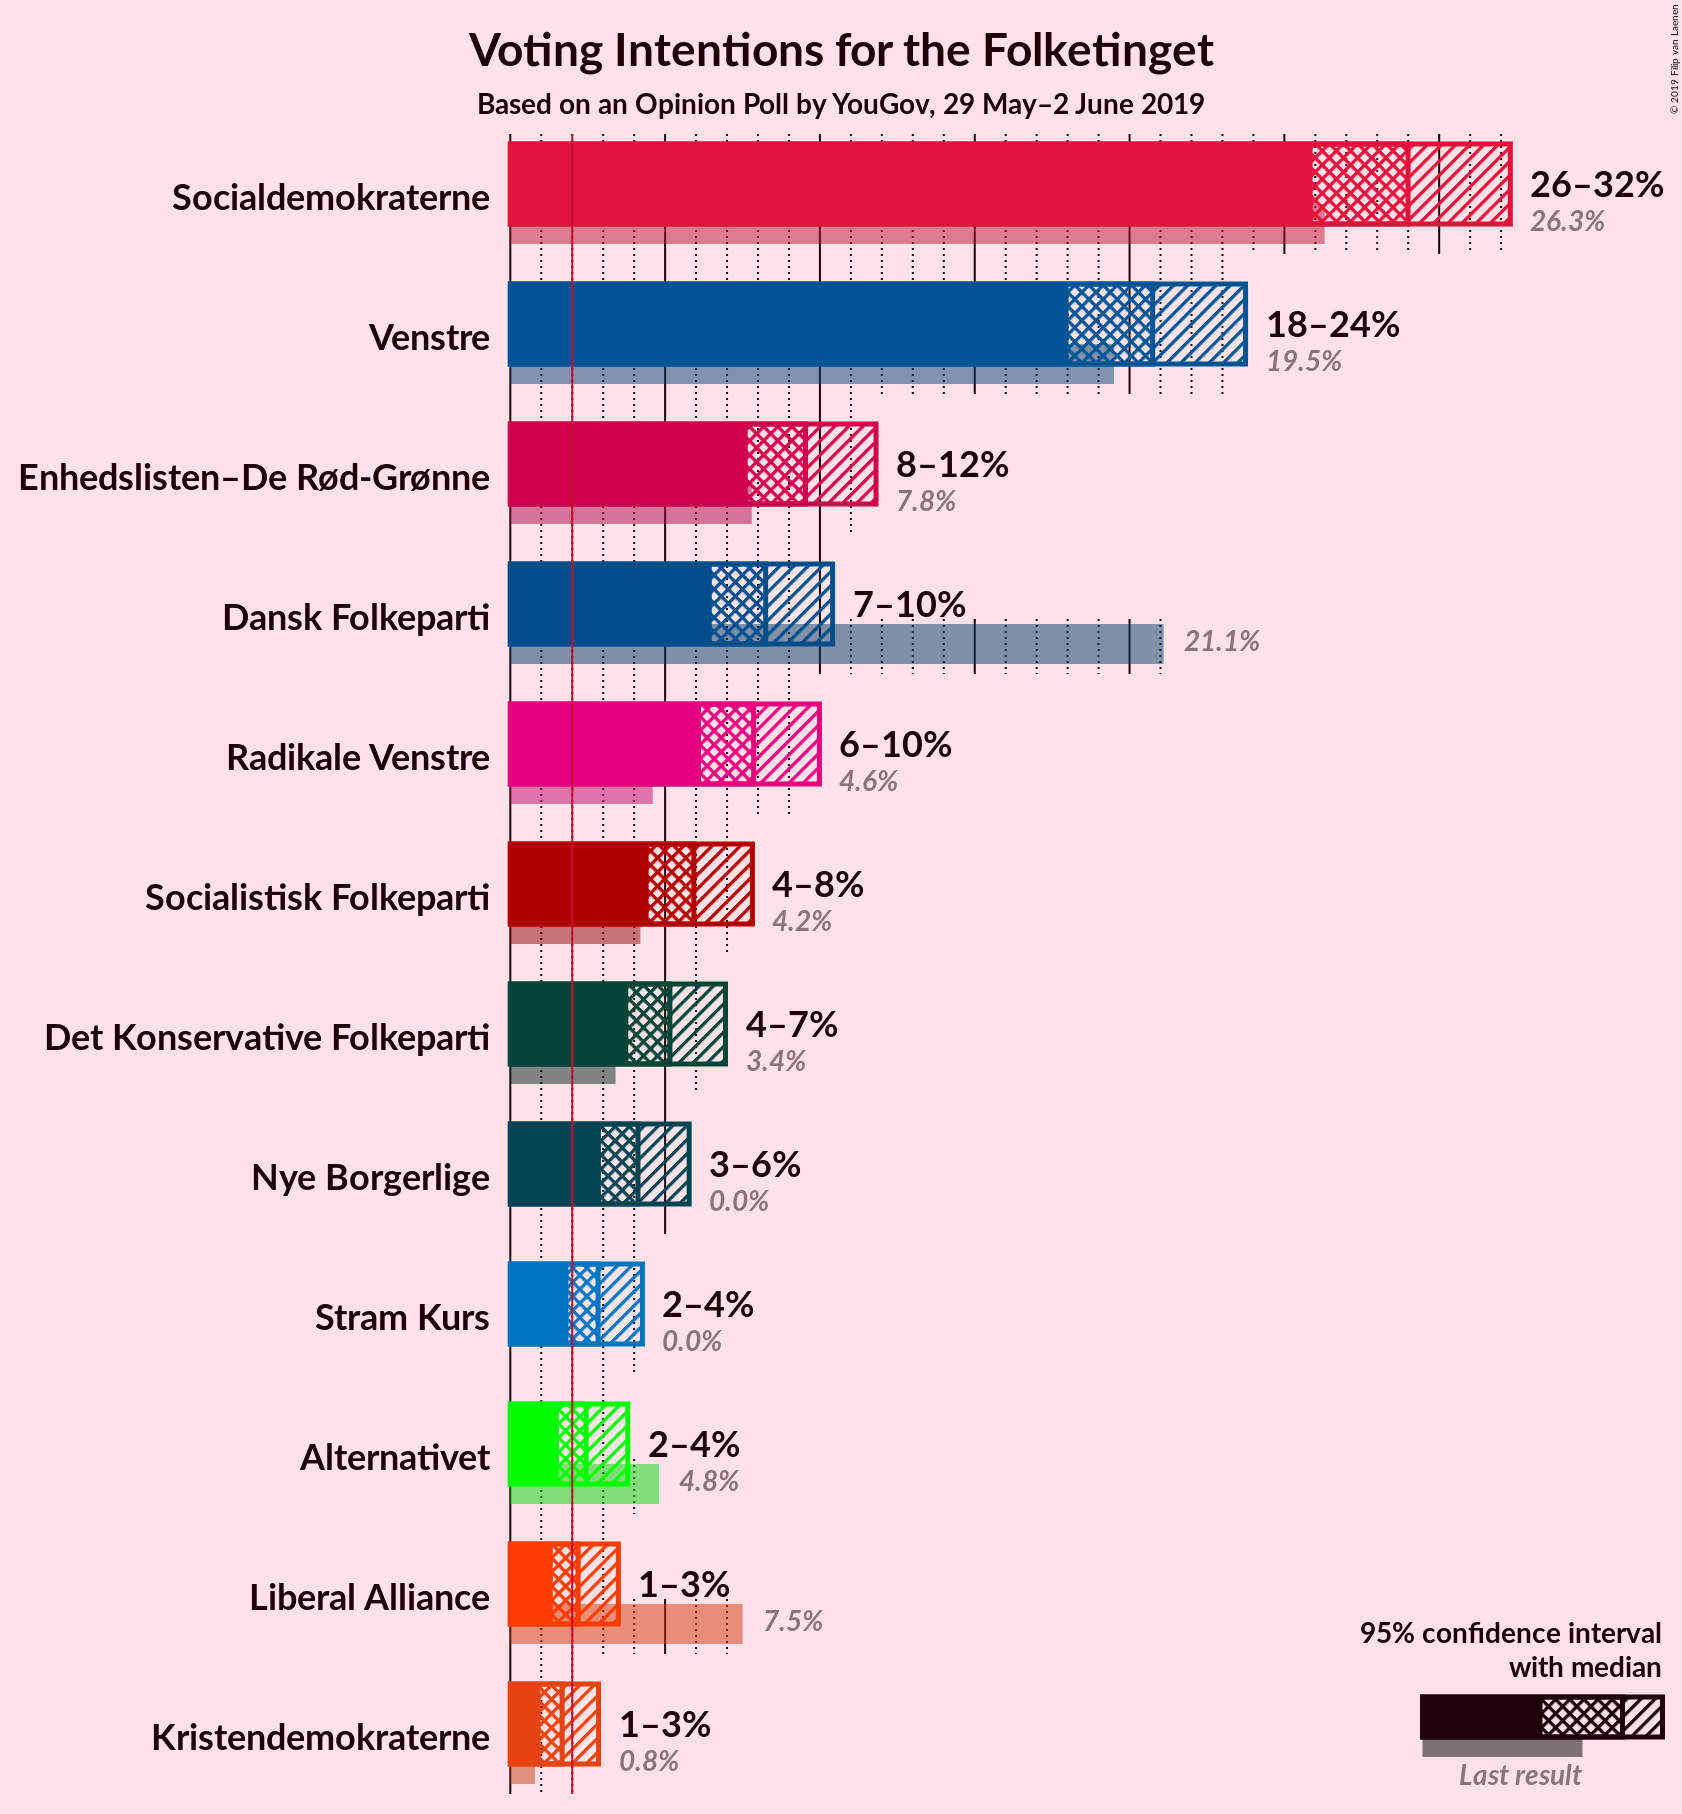 Voting Intentions for the Folketinget
Based on an Opinion Poll by YouGov, 29 May–2 June 2019
© 2019 Filip van Laenen
Socialdemokraterne
26–32%
26.3%
Venstre
18–24%
19.5%
Enhedslisten–De Rød-Grønne
8–12%
7.8%
Dansk Folkeparti
7–10%
21.1%
Radikale Venstre
6–10%
4.6%
Socialistisk Folkeparti
4–8%
4.2%
Det Konservative Folkeparti
4–7%
3.4%
Nye Borgerlige
3–6%
0.0%
Stram Kurs
2–4%
0.0%
Alternativet
2–4%
4.8%
Liberal Alliance
1–3%
7.5%
Kristendemokraterne
1–3%
0.8%
95% confidence interval
with median
Last result